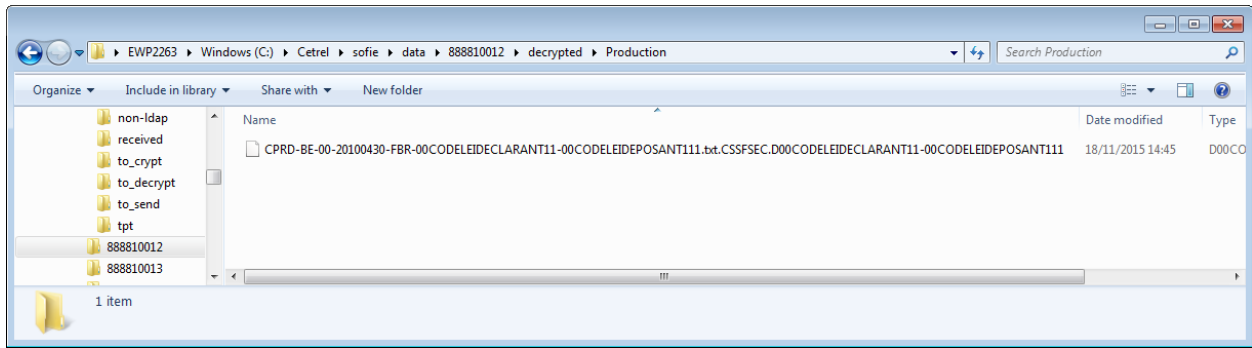 EWP2263 Windows (C:) Cetrel sofie data 888810012 decrypted Production
Search Production
Organize Include in library Share with New folder
Name Date modified Type
non-ldap
received
CPRD-BE-00-20100430-FBR-00CODELEIDECLARANT11-00CODELEIDEPOSANT111.txt.CSSFSEC.D00CODELEIDECLARANT11-00CODELEIDEPOSANT111 18/11/2015 14:45 D00CO
to_crypt
to_decrypt
to_send
tpt
888810012
888810013
1 item